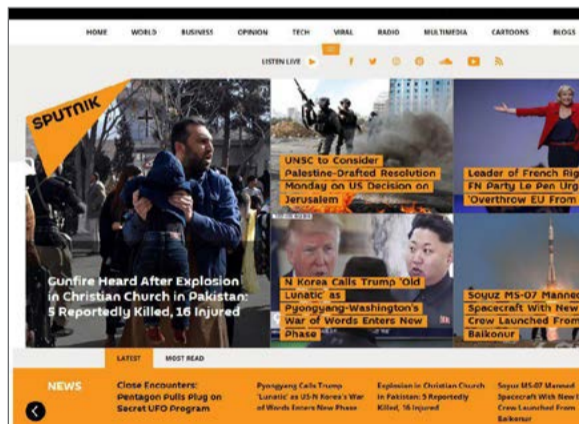 HOME WORLD BUSINESS OPINION TECH VIRAL RADIO MULTIMEDIA CARTOONS BLOGS
LISTEN LIVE
SPUTNIK
Gunfire Heard After Explosion
in Christian Church in Pakistan:
5 Reportedly Killed, 16 Injured
UNSC to Consider
Palestine-Drafted Resolution
Monday on US Decision on
Jerusalem
Leader of French Rig
FN Party Le Pen Urg
'Overthrow EU From
N Korea Calls Trump 'Old
Lunatic' as
Pyongyang-Washington's
War of Words Enters New
Phase
Soyuz MS-07 Manned
Spacecraft With New
Crew Launched From
Baikonur
LATEST MOST READ
NEWS
Close Encounters:
Pentagon Pulls Plug on
Secret UFO Program
Pyongyang Calls Trump
'Lunatic' as US-N Korea's War
of Words Enters New Phase
Explosion in Christian Church
in Pakistan: 5 Reportedly
Killed, 16 Injured
Soyuz MS-07 Manned
Spacecraft With New
Crew Launched From
Baikonur